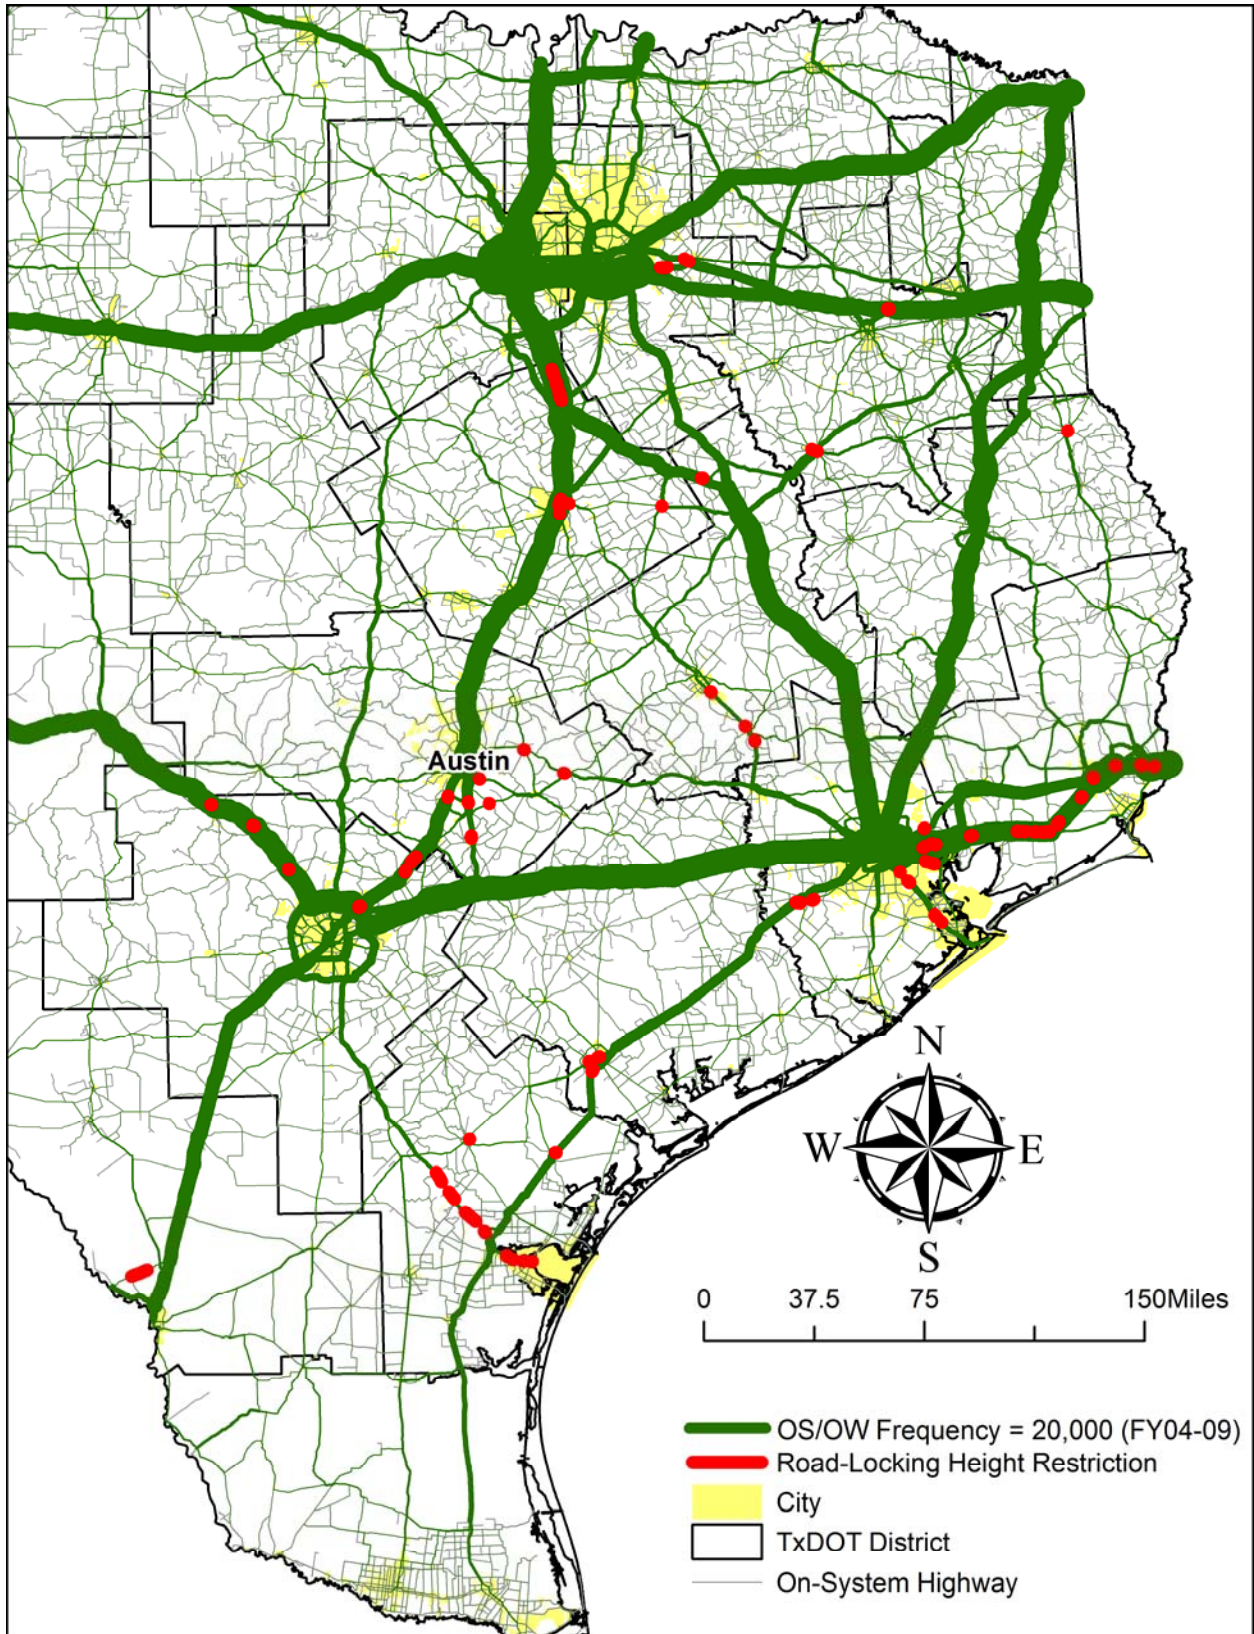 Austin
N
W
E
S
0 37.5 75 150Miles
OS/OW Frequency = 20,000 (FY04-09)
Road-Locking Height Restriction
City
TxDOT District
On-System Highway